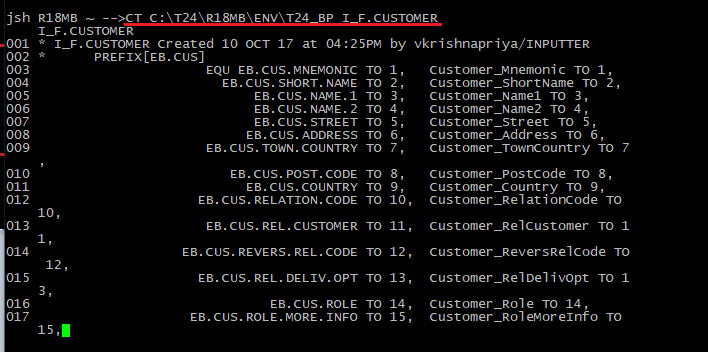 jsh R18MB ~ -->CT C:\T24\R18MB\ENV\T24_BP I_F.CUSTOMER
I_F.CUSTOMER
001 * I_F.CUSTOMER Created 10 OCT 17 at 04:25PM by vkrishnapriya/INPUTTER
002 * PREFIX[EB.CUS]
003 EQU EB.CUS.MNEMONIC TO 1, Customer_Mnemonic TO 1,
004 EB.CUS.SHORT.NAME TO 2, Customer_ShortName TO 2,
005 EB.CUS.NAME.1 TO 3, Customer_Name1 TO 3,
006 EB.CUS.NAME.2 TO 4, Customer_Name2 TO 4,
007 EB.CUS.STREET TO 5, Customer_Street TO 5,
008 EB.CUS.ADDRESS TO 6, Customer_Address TO 6,
009 EB.CUS.TOWN.COUNTRY TO 7, Customer_TownCountry TO 7
,
010 EB.CUS.POST.CODE TO 8, Customer_PostCode TO 8,
011 EB.CUS.COUNTRY TO 9, Customer_Country TO 9,
012 EB.CUS.RELATION.CODE TO 10, Customer_RelationCode TO
10,
013 EB.CUS.REL.CUSTOMER TO 11, Customer_RelCustomer TO 1
1,
014 EB.CUS.REVERS.REL.CODE TO 12, Customer_ReversRelCode TO
12,
015 EB.CUS.REL.DELIV.OPT TO 13, Customer_RelDelivOpt TO 1
3,
016 EB.CUS.ROLE TO 14, Customer_Role TO 14,
017 EB.CUS.ROLE.MORE.INFO TO 15, Customer_RoleMoreInfo TO
15,